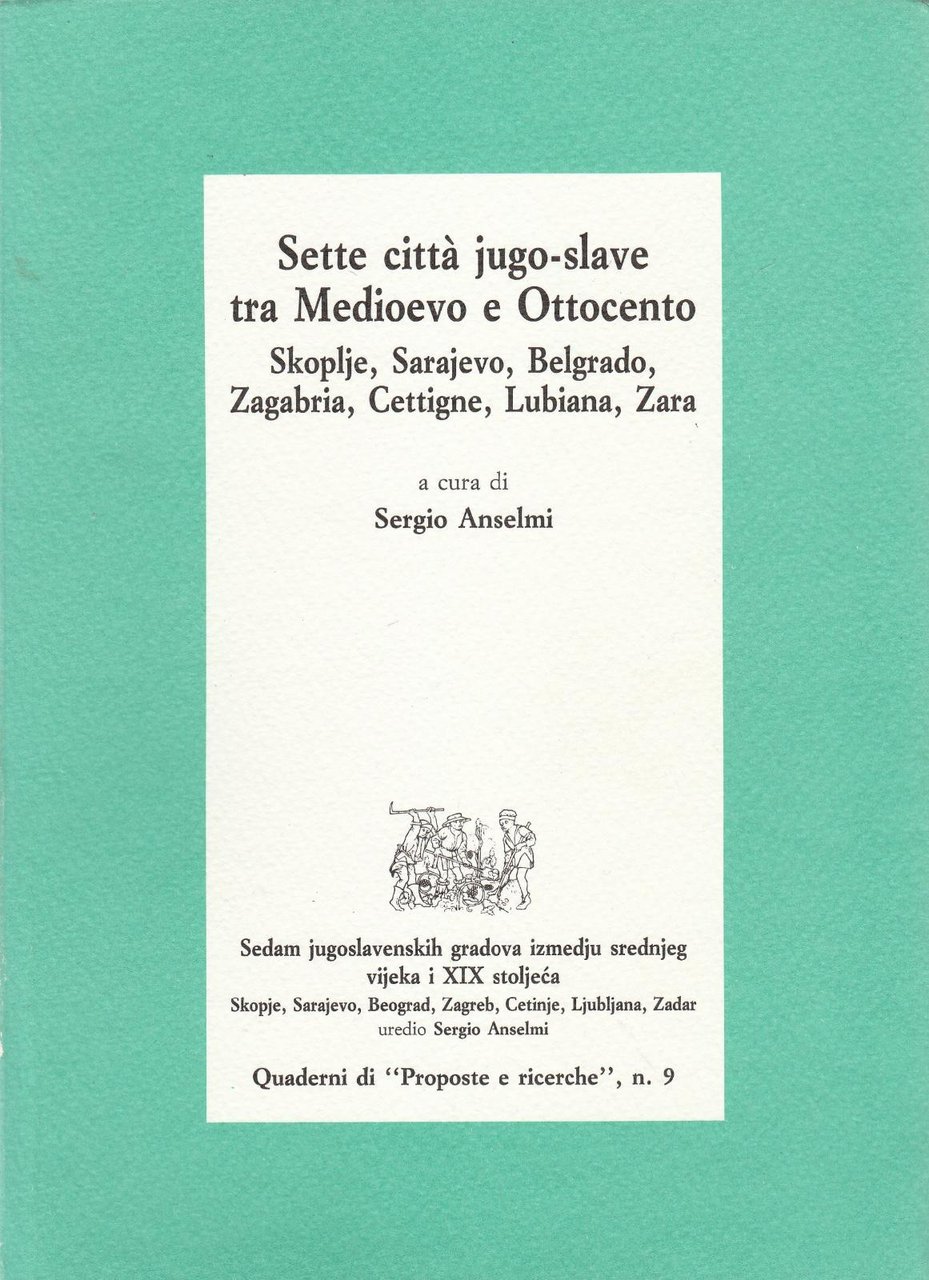 Sette città jugo-slave
tra Medioevo e Ottocento
Skoplje, Sarajevo, Belgrado,
Zagabria, Cettigne, Lubiana, Zara
a cura di
Sergio Anselmi
Sedam jugoslavenskih gradova izmedju srednjeg
vijeka i XIX stoljeća
Skopje, Sarajevo, Beograd, Zagreb, Cetinje, Ljubljana, Zadar
uredio Sergio Anselmi
Quaderni di “Proposte e ricerche”, n. 9